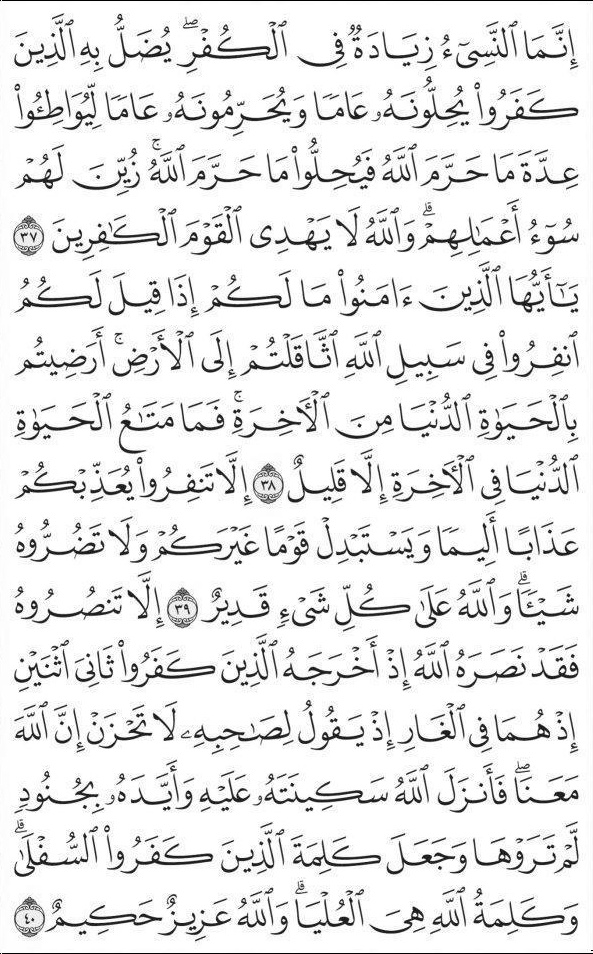 إِنَّمَا ٱلنَّسِىٓءُ زِيَادَةٌ فِى ٱلْكُفْرِ ۖ يُضَلُّ بِهِ ٱلَّذِينَ
كَفَرُوا۟ يُحِلُّونَهُۥ عَامًا وَيُحَرِّمُونَهُۥ عَامًا لِّيُوَاطِـُٔوا۟
عِدَّةَ مَا حَرَّمَ ٱللَّهُ فَيُحِلُّوا۟ مَا حَرَّمَ ٱللَّهُ ۚ زُيِّنَ لَهُمْ
سُوٓءُ أَعْمَـٰلِهِمْ ۗ وَٱللَّهُ لَا يَهْدِى ٱلْقَوْمَ ٱلْكَـٰفِرِينَ ٣٧
يَـٰٓأَيُّهَا ٱلَّذِينَ ءَامَنُوا۟ مَا لَكُمْ إِذَا قِيلَ لَكُمُ
ٱنفِرُوا۟ فِى سَبِيلِ ٱللَّهِ ٱثَّاقَلْتُمْ إِلَى ٱلْأَرْضِ ۚ أَرَضِيتُم
بِٱلْحَيَوٰةِ ٱلدُّنْيَا مِنَ ٱلْـَٔاخِرَةِ ۚ فَمَا مَتَـٰعُ ٱلْحَيَوٰةِ
ٱلدُّنْيَا فِى ٱلْـَٔاخِرَةِ إِلَّا قَلِيلٌ ٣٨ إِلَّا تَنفِرُوا۟ يُعَذِّبْكُمْ
عَذَابًا أَلِيمًا وَيَسْتَبْدِلْ قَوْمًا غَيْرَكُمْ وَلَا تَضُرُّوهُ
شَيْـًٔا ۗ وَٱللَّهُ عَلَىٰ كُلِّ شَىْءٍ قَدِيرٌ ٣٩ إِلَّا تَنصُرُوهُ
فَقَدْ نَصَرَهُ ٱللَّهُ إِذْ أَخْرَجَهُ ٱلَّذِينَ كَفَرُوا۟ ثَانِىَ ٱثْنَيْنِ
إِذْ هُمَا فِى ٱلْغَارِ إِذْ يَقُولُ لِصَـٰحِبِهِۦ لَا تَحْزَنْ إِنَّ ٱللَّهَ
مَعَنَا ۖ فَأَنزَلَ ٱللَّهُ سَكِينَتَهُۥ عَلَيْهِ وَأَيَّدَهُۥ بِجُنُودٍ
لَّمْ تَرَوْهَا وَجَعَلَ كَلِمَةَ ٱلَّذِينَ كَفَرُوا۟ ٱلسُّفْلَىٰ ۗ
وَكَلِمَةُ ٱللَّهِ هِىَ ٱلْعُلْيَا ۗ وَٱللَّهُ عَزِيزٌ حَكِيمٌ ٤٠